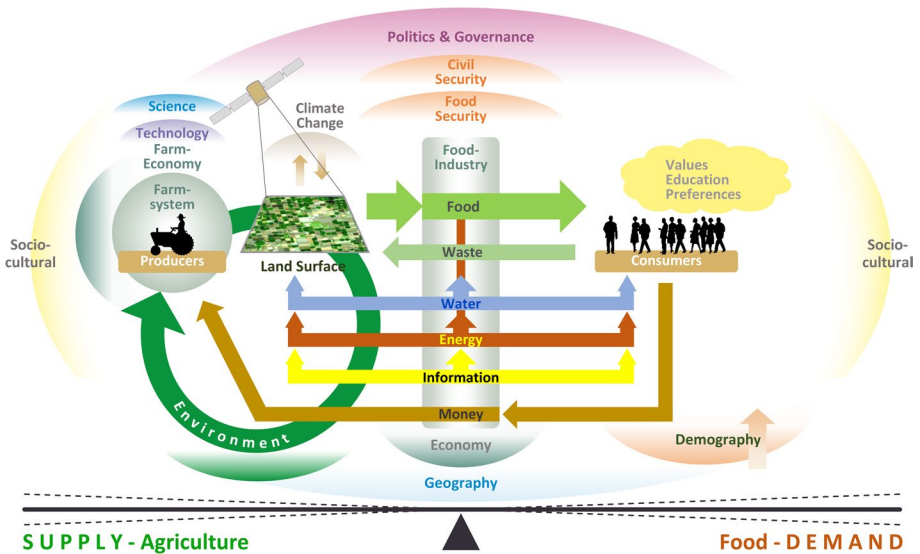 Politics & Governance
Civil
Security
Food
Security
Science
Technology
Farm-
Economy
Farm-
system
Producers
Climate
Change
Land Surface
Food-
Industry
Food
Waste
Water
Energy
Information
Money
Economy
Geography
Values
Education
Preferences
Consumers
Demography
Socio-
cultural
Socio-
cultural
Environment
SUPPLY - Agriculture
Food - DEMAND